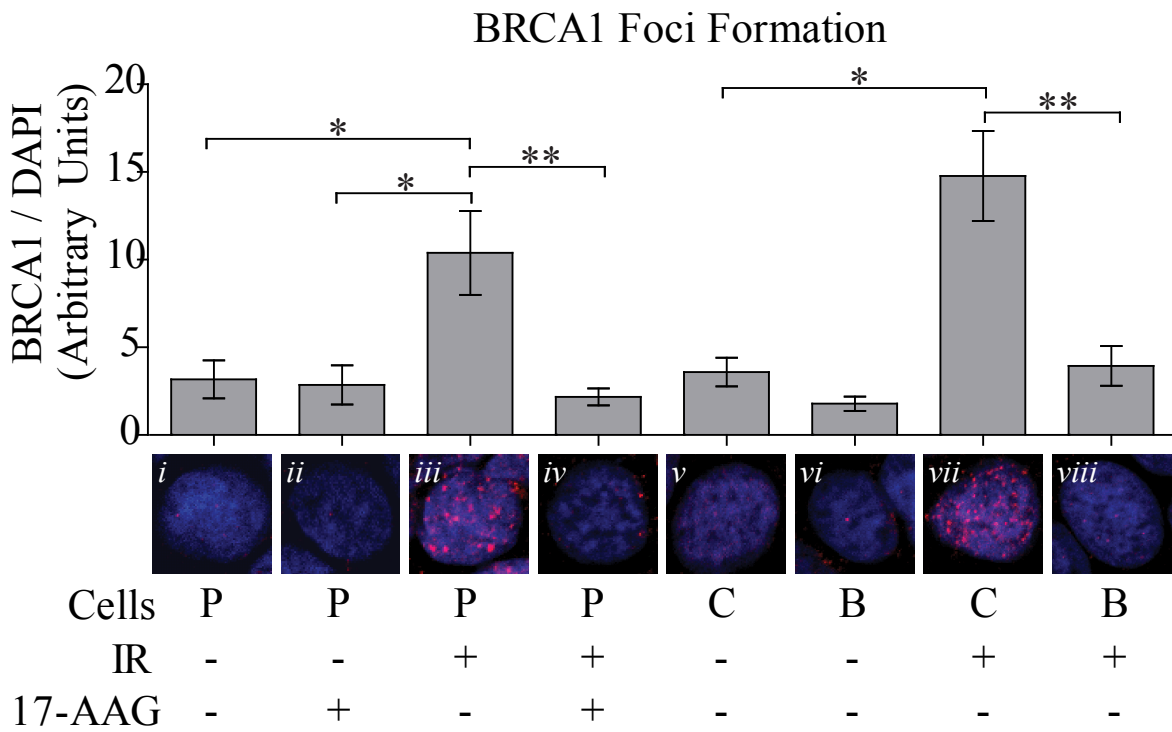 BRCA1 Foci Formation
BRCA1 / DAPI
(Arbitrary Units)
20
15
10
5
0
* * ** * **
i ii iii iv v vi vii viii
Cells P P P P C B C B
IR - - + + - - + +
17-AAG - + - + - - - -